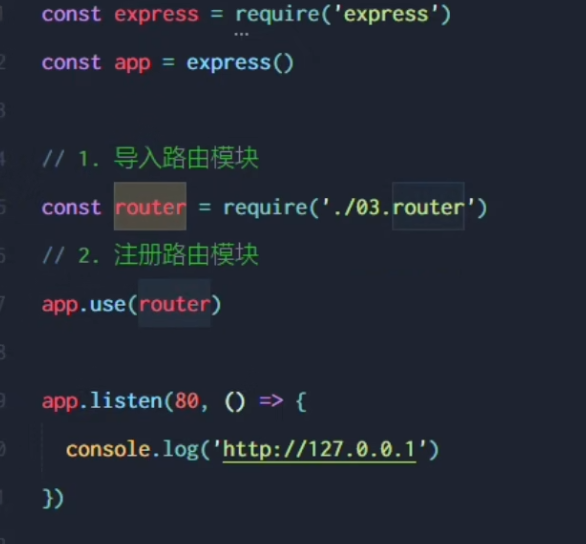 const express = require('express')
const app = express()
// 1. 导入路由模块
const router = require('./03.router')
// 2. 注册路由模块
app.use(router)
app.listen(80, () => {
console.log('http://127.0.0.1')
})